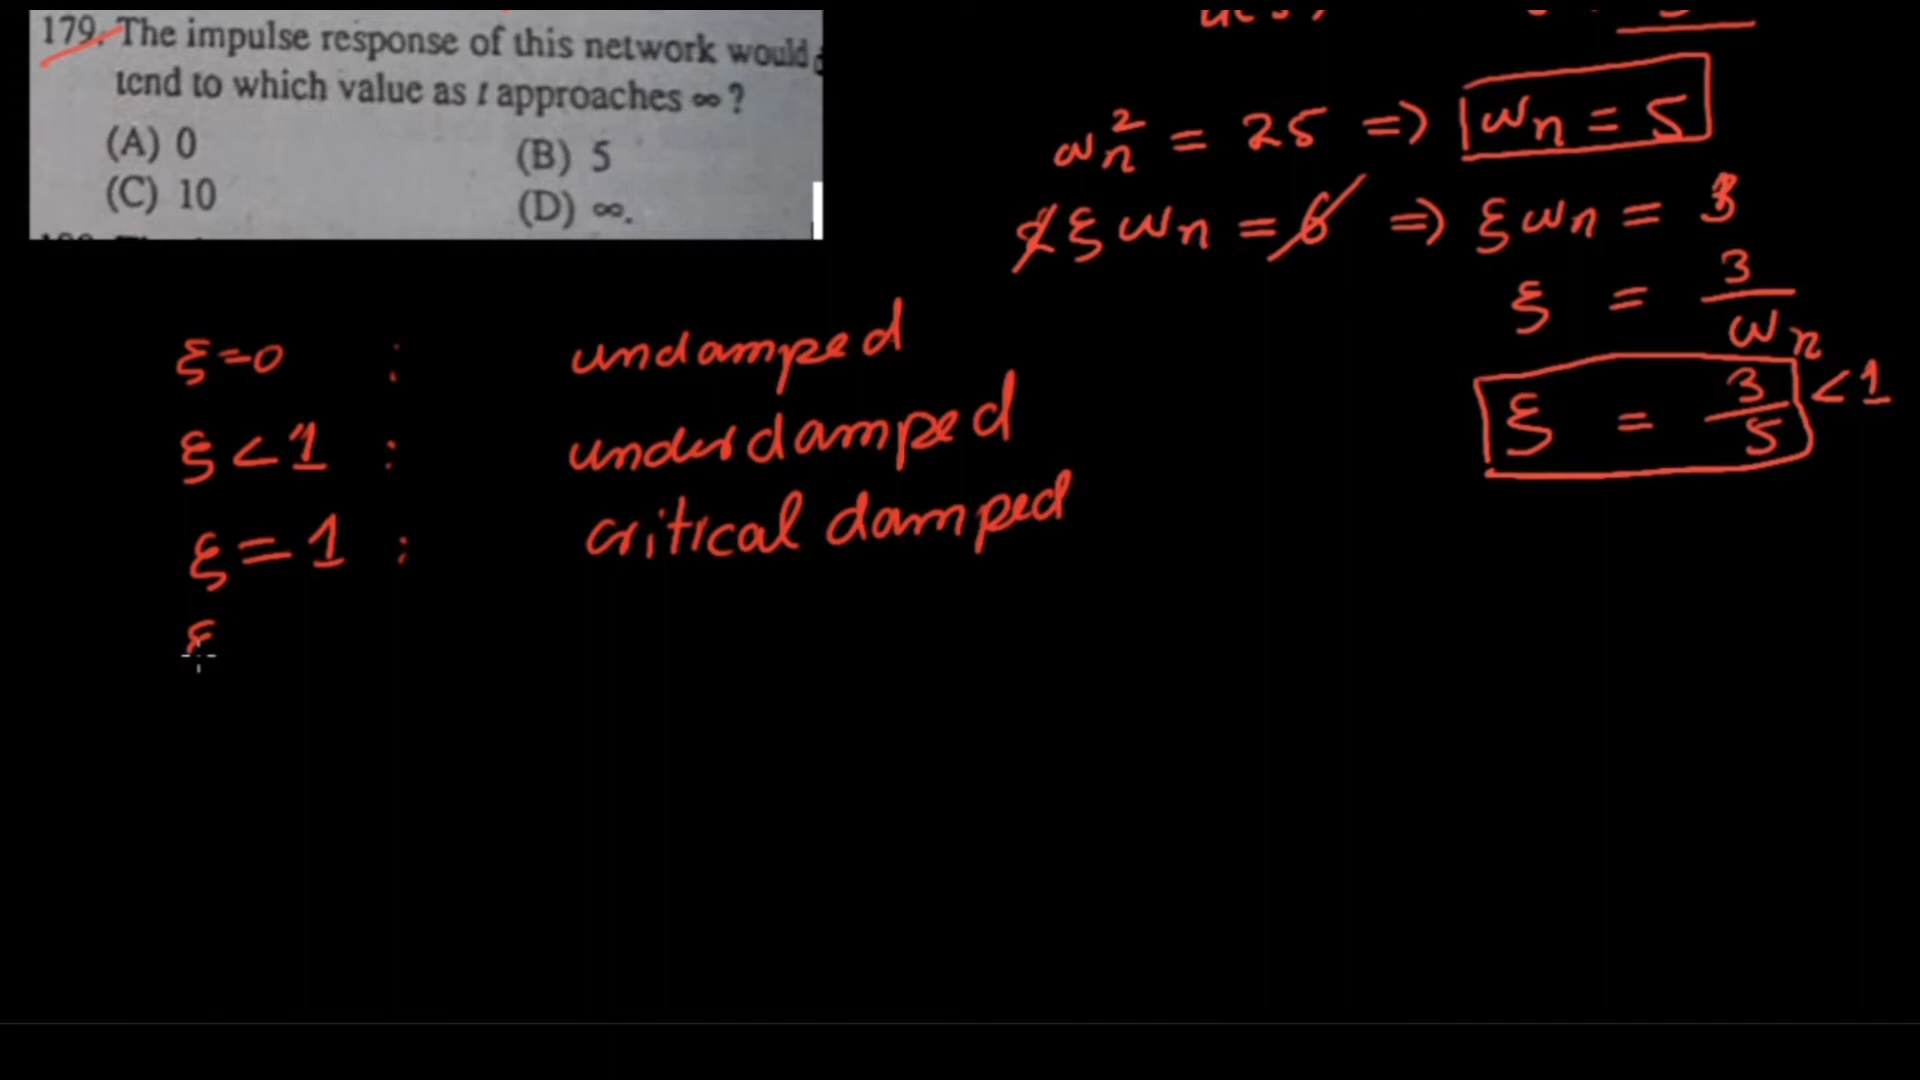 179. The impulse response of this network would
tend to which value as t approaches ∞ ?
(A) 0 (B) 5
(C) 10 (D) ∞.
ωn² = 25 => ωn = 5
2ξωn = 6 => ξωn = 3
ξ = 3/ωn
ξ = 3/5 < 1
ξ=0 : undamped
ξ<1 : underdamped
ξ=1 : critical damped
ξ